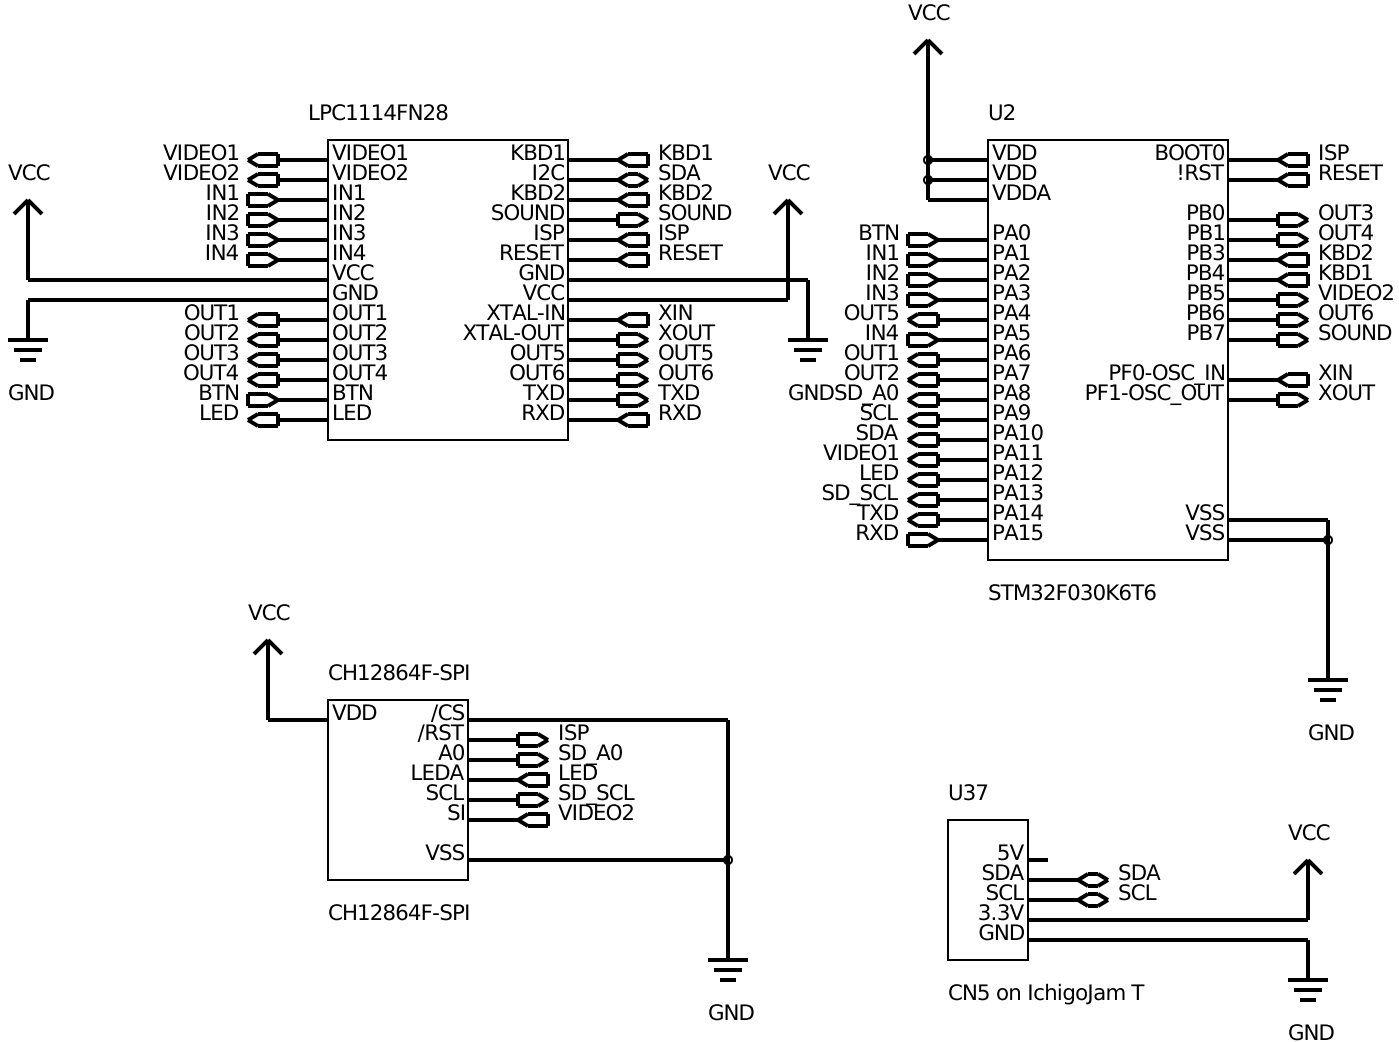 VCC
LPC1114FN28
U2
VIDEO1 VIDEO1 KBD1 KBD1
VIDEO2 VIDEO2 I2C SDA
VCC IN1 IN1 KBD2 KBD2 VCC
IN2 IN2 SOUND SOUND
IN3 IN3 ISP ISP
IN4 IN4 RESET RESET
VCC GND
GND VCC
OUT1 OUT1 XTAL-IN XIN
OUT2 OUT2 XTAL-OUT XOUT
OUT3 OUT3 OUT5 OUT5
OUT4 OUT4 OUT6 OUT6
GND BTN BTN TXD TXD GND
LED LED RXD RXD
VDD BOOT0 ISP
VDD !RST RESET
VDDA
PB0 OUT3
BTN PA0 PB1 OUT4
IN1 PA1 PB3 KBD2
IN2 PA2 PB4 KBD1
IN3 PA3 PB5 VIDEO2
OUT5 PA4 PB6 OUT6
IN4 PA5 PB7 SOUND
OUT1 PA6
OUT2 PA7 PF0-OSC_IN XIN
SD_A0 PA8 PF1-OSC_OUT XOUT
SCL PA9
SDA PA10
VIDEO1 PA11
LED PA12
SD_SCL PA13
TXD PA14 VSS
RXD PA15 VSS
STM32F030K6T6
GND
VCC
CH12864F-SPI
VDD /CS
/RST ISP
A0 SD_A0
LEDA LED
SCL SD_SCL
SI VIDEO2
VSS
CH12864F-SPI
GND
U37
VCC
5V
SDA SDA
SCL SCL
3.3V
GND
CN5 on IchigoJam T
GND